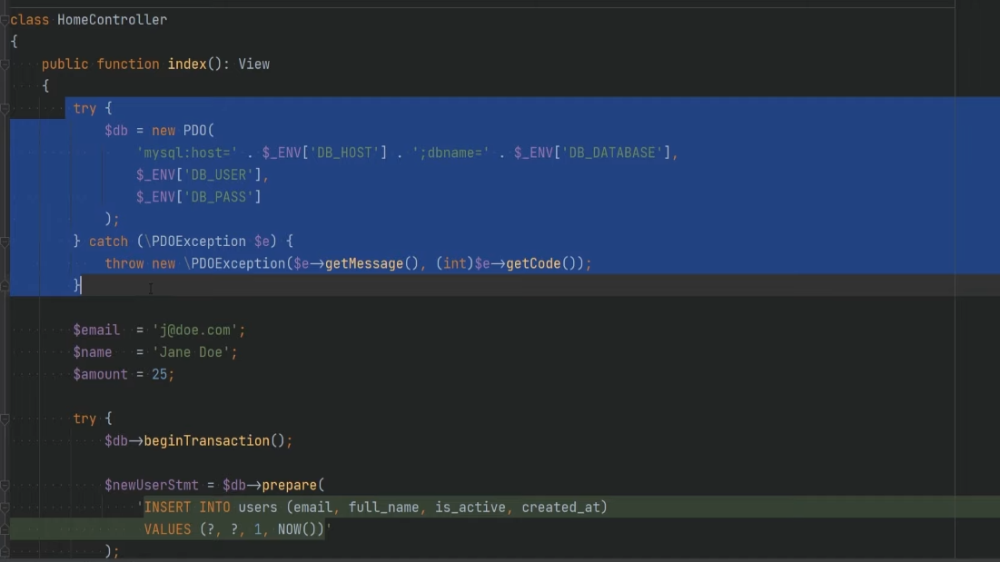 class HomeController
{
    public function index(): View
    {
        try {
            $db = new PDO(
                'mysql:host=' . $_ENV['DB_HOST'] . ';dbname=' . $_ENV['DB_DATABASE'],
                $_ENV['DB_USER'],
                $_ENV['DB_PASS']
            );
        } catch (\PDOException $e) {
            throw new \PDOException($e->getMessage(), (int)$e->getCode());
        }

        $email  = 'j@doe.com';
        $name   = 'Jane Doe';
        $amount = 25;

        try {
            $db->beginTransaction();

            $newUserStmt = $db->prepare(
                'INSERT INTO users (email, full_name, is_active, created_at)
                 VALUES (?, ?, 1, NOW())'
            );